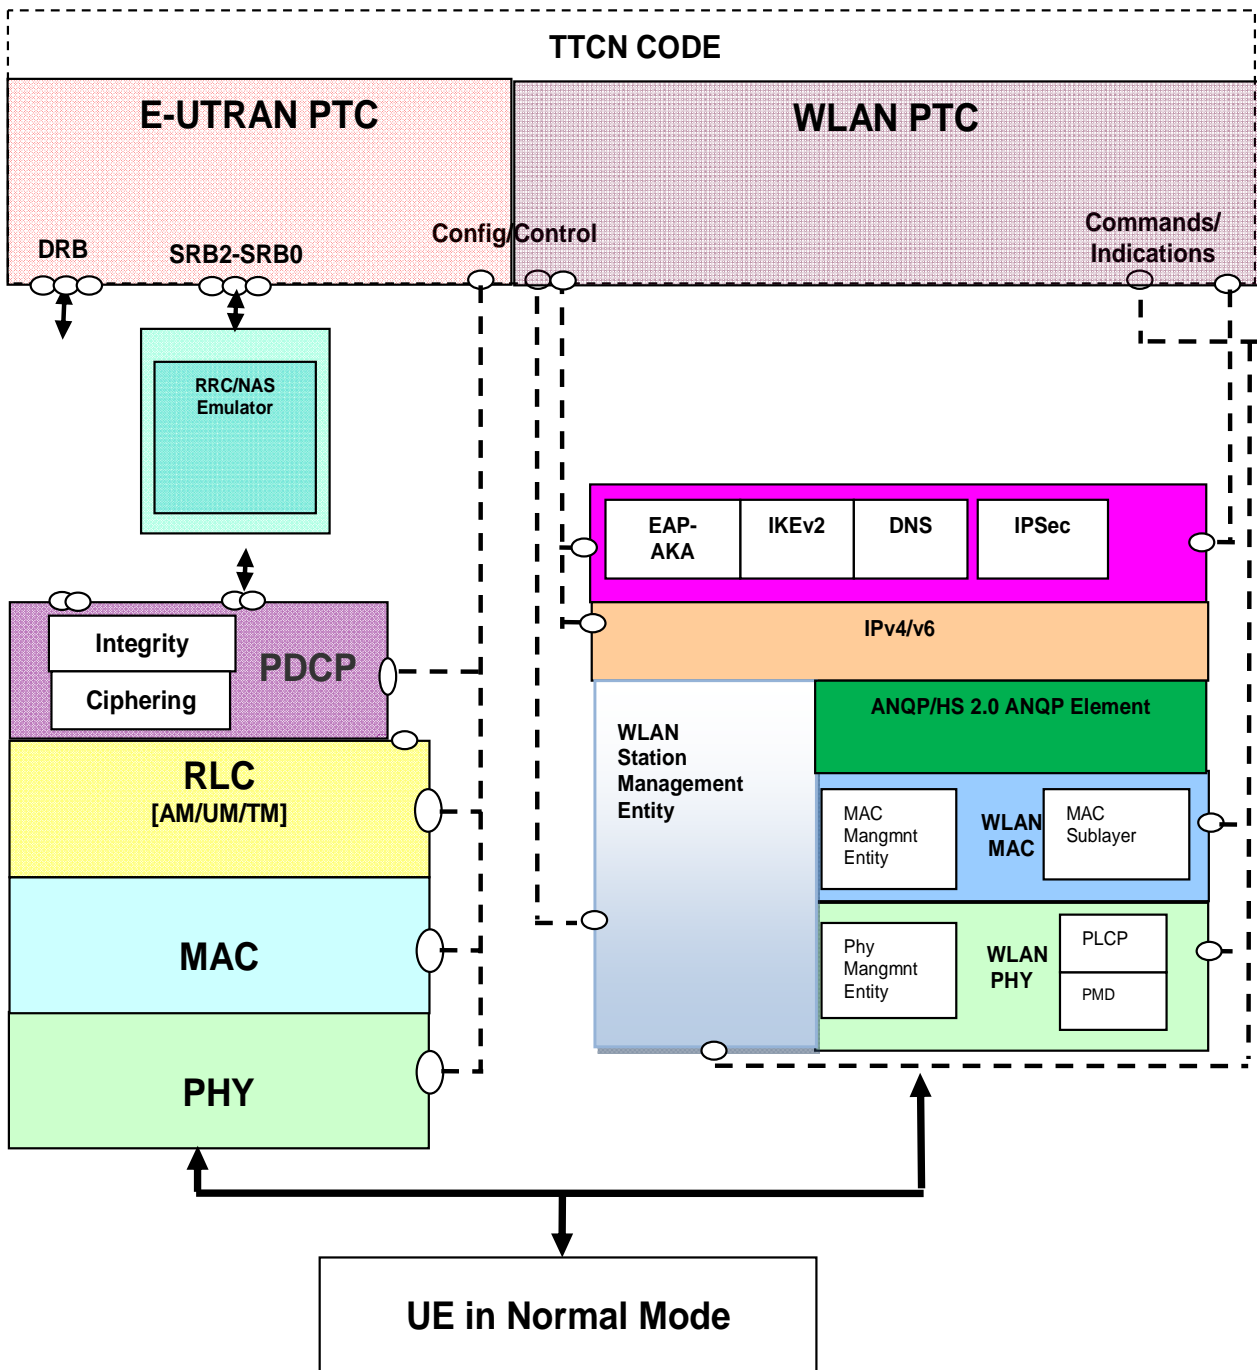 TTCN CODE
E-UTRAN PTC
WLAN PTC
DRB
SRB2-SRB0
Config/Control
Commands/
Indications
RRC/NAS
Emulator
EAP-
AKA
IKEv2
DNS
IPSec
IPv4/v6
Integrity
Ciphering
PDCP
ANQP/HS 2.0 ANQP Element
WLAN
Station
Management
Entity
RLC
[AM/UM/TM]
MAC
Mangmnt
Entity
WLAN
MAC
MAC
Sublayer
MAC
Phy
Mangmnt
Entity
WLAN
PHY
PLCP
PMD
PHY
UE in Normal Mode